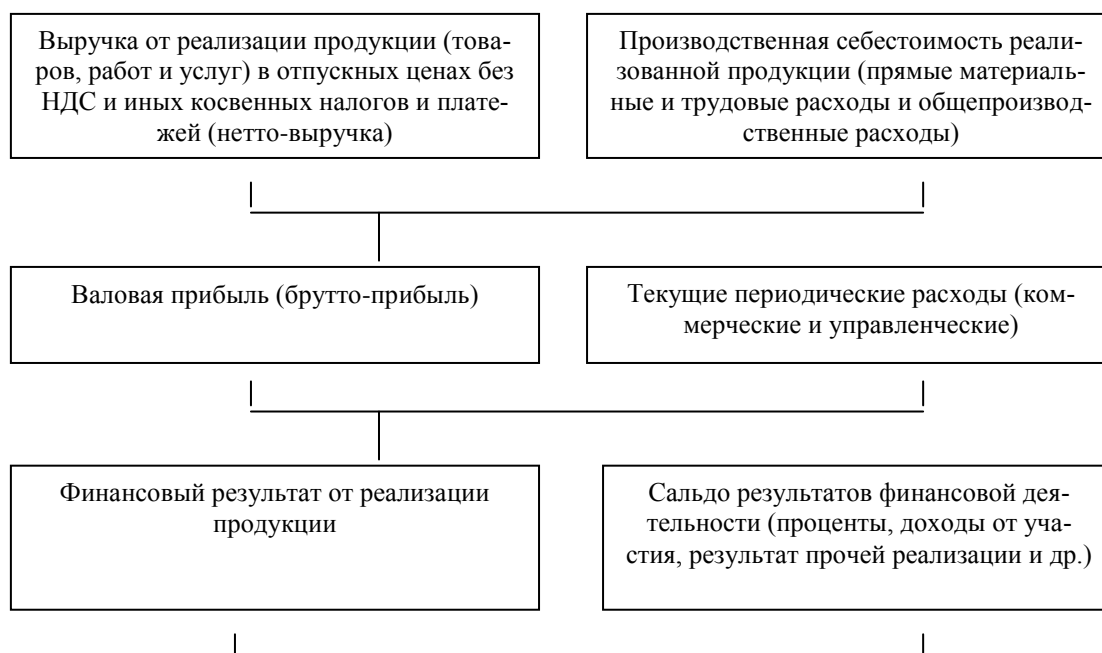 Выручка от реализации продукции (това-
ров, работ и услуг) в отпускных ценах без
НДС и иных косвенных налогов и плате-
жей (нетто-выручка)
Производственная себестоимость реали-
зованной продукции (прямые материаль-
ные и трудовые расходы и общепроизвод-
ственные расходы)
Валовая прибыль (брутто-прибыль)
Текущие периодические расходы (ком-
мерческие и управленческие)
Финансовый результат от реализации
продукции
Сальдо результатов финансовой дея-
тельности (проценты, доходы от уча-
стия, результат прочей реализации и др.)